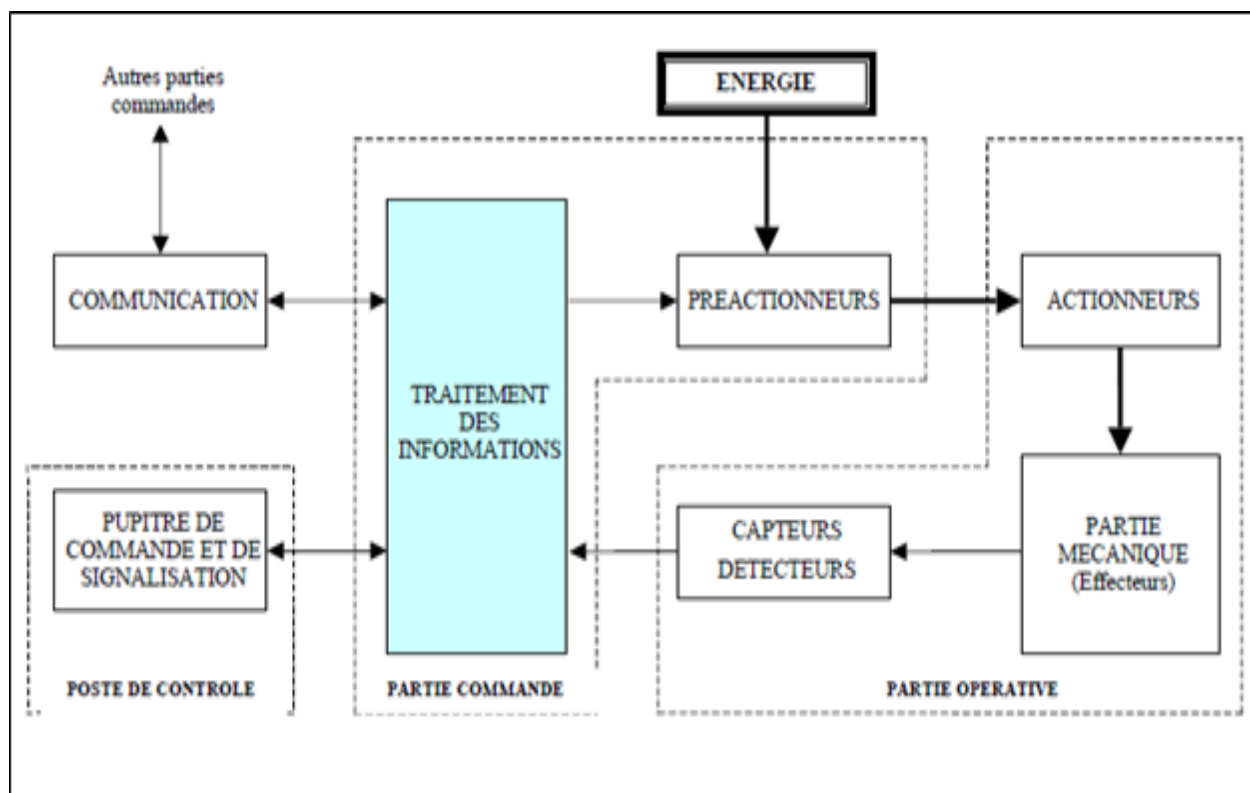 Autres parties
commandes
ENERGIE
COMMUNICATION
PREACTIONNEURS
ACTIONNEURS
TRAITEMENT
DES
INFORMATIONS
PUPITRE DE
COMMANDE ET DE
SIGNALISATION
CAPTEURS
DETECTEURS
PARTIE
MECANIQUE
(Effecteurs)
POSTE DE CONTROLE
PARTIE COMMANDE
PARTIE OPERATIVE